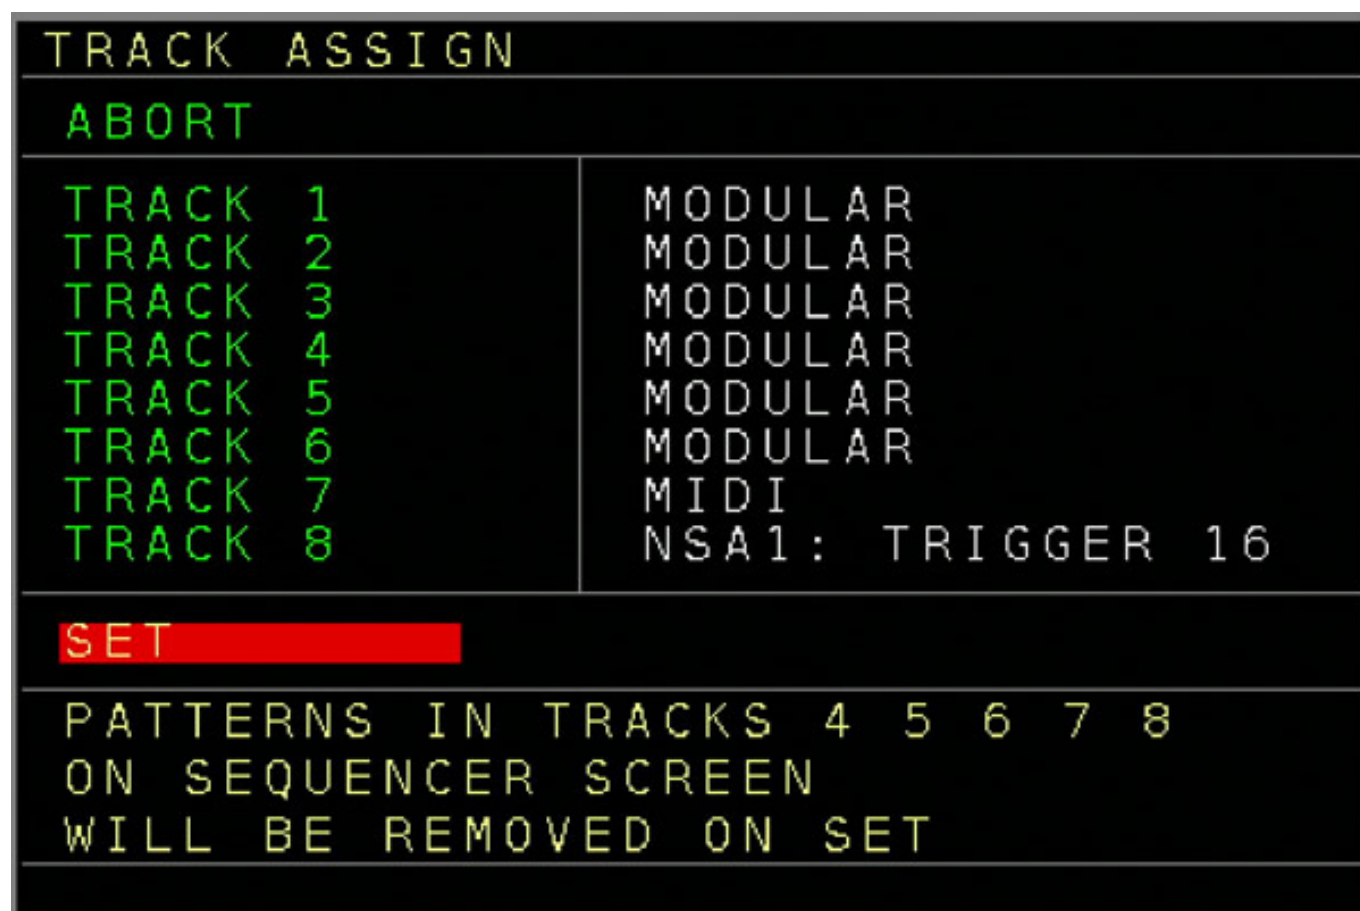 TRACK ASSIGN
ABORT
TRACK 1 MODULAR
TRACK 2 MODULAR
TRACK 3 MODULAR
TRACK 4 MODULAR
TRACK 5 MODULAR
TRACK 6 MODULAR
TRACK 7 MIDI
TRACK 8 NSA1: TRIGGER 16
SET
PATTERNS IN TRACKS 4 5 6 7 8
ON SEQUENCER SCREEN
WILL BE REMOVED ON SET